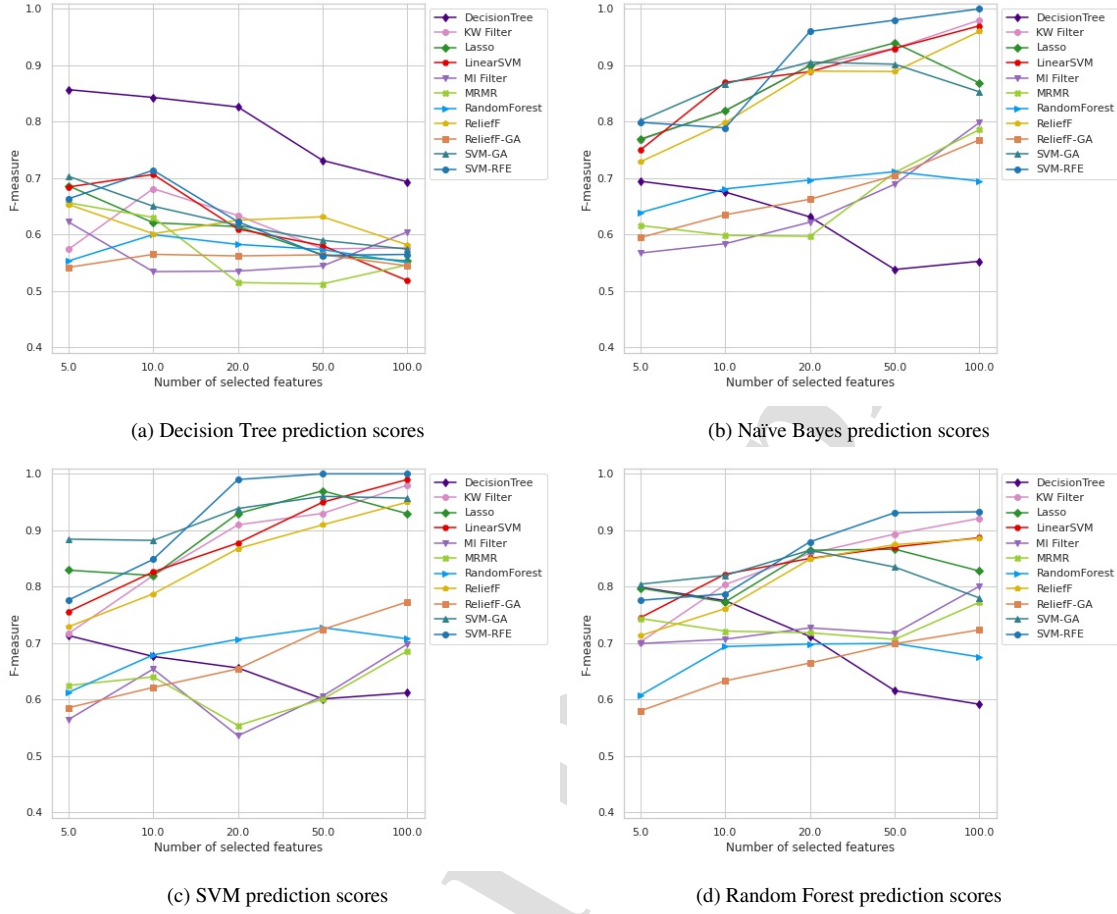 1.0
0.9
0.8
0.7
0.6
0.5
0.4
F-measure
5.0 10.0 20.0 50.0 100.0
Number of selected features
DecisionTree
KW Filter
Lasso
LinearSVM
MI Filter
MRMR
RandomForest
ReliefF
ReliefF-GA
SVM-GA
SVM-RFE
(a) Decision Tree prediction scores
1.0
0.9
0.8
0.7
0.6
0.5
0.4
F-measure
5.0 10.0 20.0 50.0 100.0
Number of selected features
DecisionTree
KW Filter
Lasso
LinearSVM
MI Filter
MRMR
RandomForest
ReliefF
ReliefF-GA
SVM-GA
SVM-RFE
(b) Naïve Bayes prediction scores
1.0
0.9
0.8
0.7
0.6
0.5
0.4
F-measure
5.0 10.0 20.0 50.0 100.0
Number of selected features
DecisionTree
KW Filter
Lasso
LinearSVM
MI Filter
MRMR
RandomForest
ReliefF
ReliefF-GA
SVM-GA
SVM-RFE
(c) SVM prediction scores
1.0
0.9
0.8
0.7
0.6
0.5
0.4
F-measure
5.0 10.0 20.0 50.0 100.0
Number of selected features
DecisionTree
KW Filter
Lasso
LinearSVM
MI Filter
MRMR
RandomForest
ReliefF
ReliefF-GA
SVM-GA
SVM-RFE
(d) Random Forest prediction scores